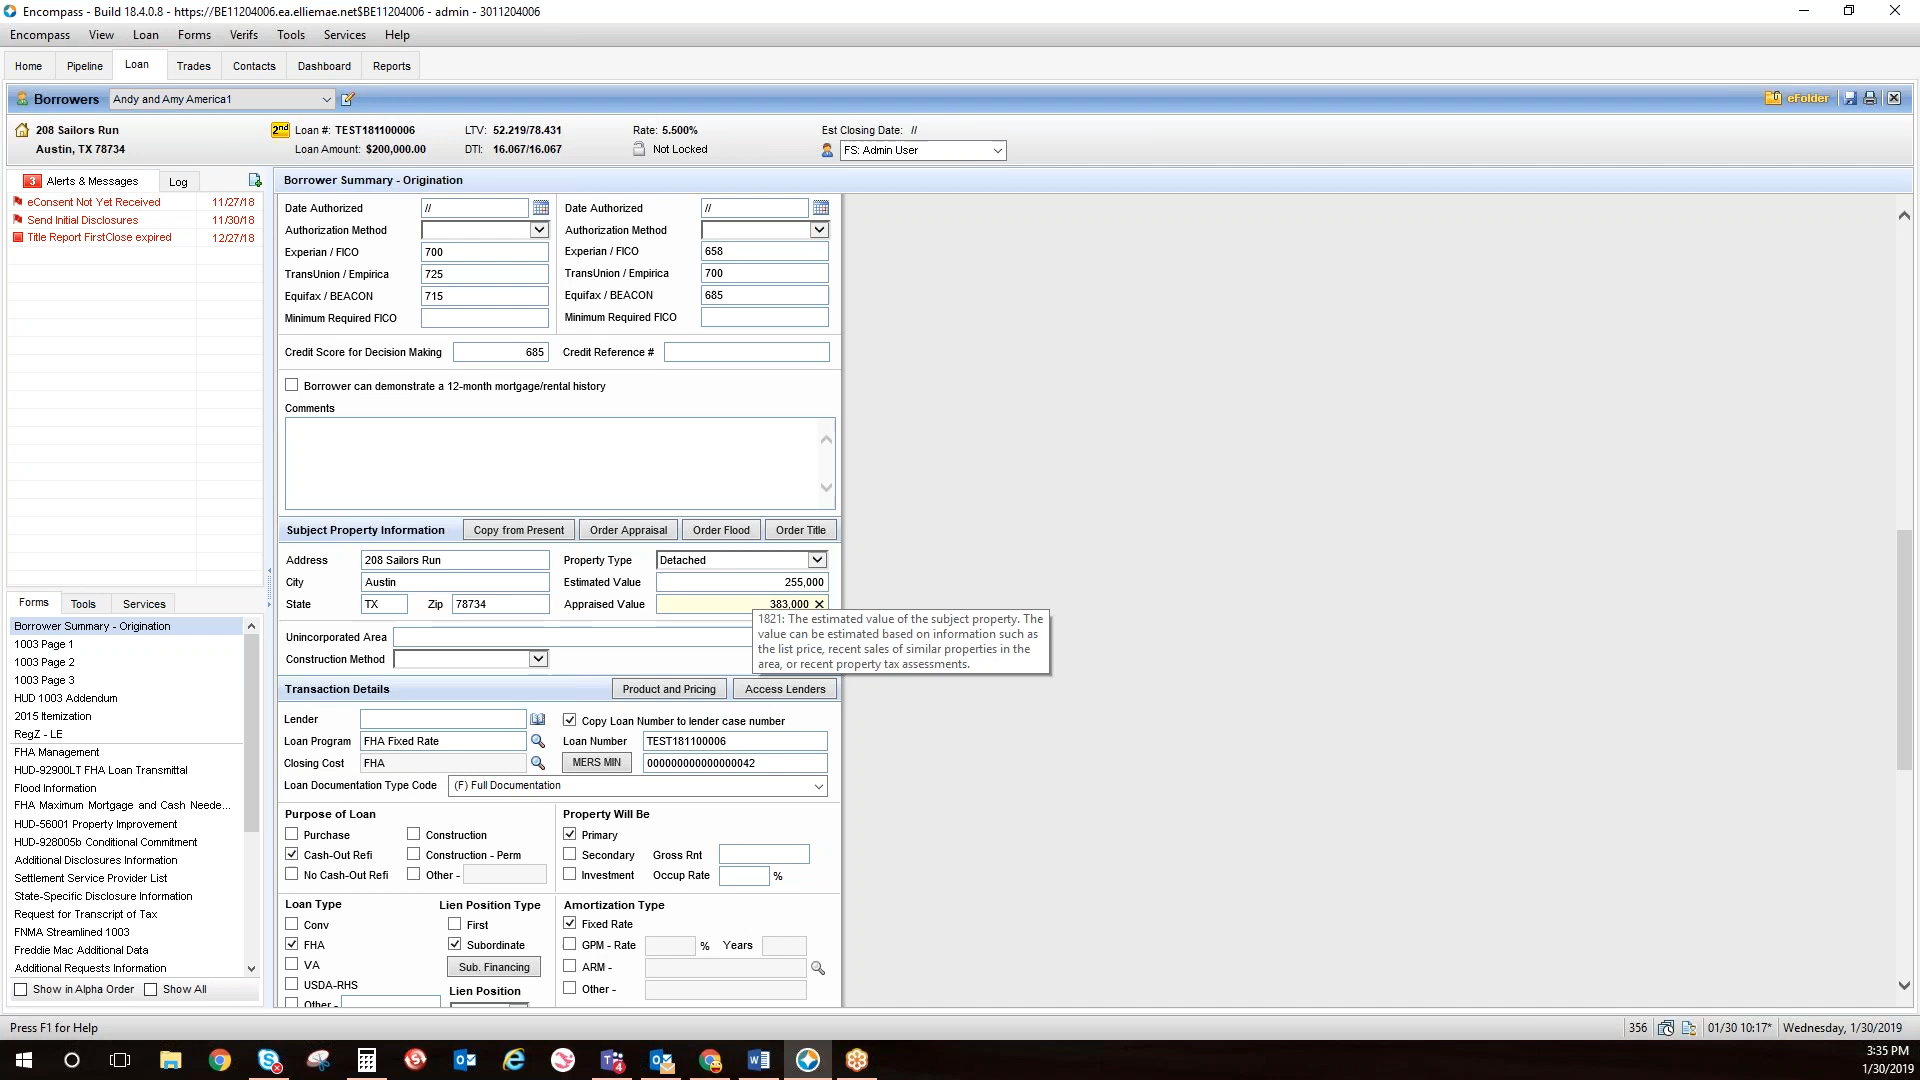 Encompass - Build 18.4.0.8 - https://BE11204006.ea.elliemae.net$BE11204006 - admin - 3011204006
Encompass View Loan Forms Verifs Tools Services Help
Home Pipeline Loan Trades Contacts Dashboard Reports
Borrowers Andy and Amy America1 eFolder
208 Sailors Run 2nd Loan #: TEST181100006 LTV: 52.219/78.431 Rate: 5.500% Est Closing Date: //
Austin, TX 78734 Loan Amount: $200,000.00 DTI: 16.067/16.067 Not Locked FS: Admin User
3 Alerts & Messages Log
eConsent Not Yet Received 11/27/18
Send Initial Disclosures 11/30/18
Title Report FirstClose expired 12/27/18
Forms Tools Services
Borrower Summary - Origination
1003 Page 1
1003 Page 2
1003 Page 3
HUD 1003 Addendum
2015 Itemization
RegZ - LE
FHA Management
HUD-92900LT FHA Loan Transmittal
Flood Information
FHA Maximum Mortgage and Cash Neede...
HUD-56001 Property Improvement
HUD-928005b Conditional Commitment
Additional Disclosures Information
Settlement Service Provider List
State-Specific Disclosure Information
Request for Transcript of Tax
FNMA Streamlined 1003
Freddie Mac Additional Data
Additional Requests Information
Show in Alpha Order Show All
Borrower Summary - Origination
Date Authorized // Date Authorized //
Authorization Method Authorization Method
Experian / FICO 700 Experian / FICO 658
TransUnion / Empirica 725 TransUnion / Empirica 700
Equifax / BEACON 715 Equifax / BEACON 685
Minimum Required FICO Minimum Required FICO
Credit Score for Decision Making 685 Credit Reference #
Borrower can demonstrate a 12-month mortgage/rental history
Comments
Subject Property Information Copy from Present Order Appraisal Order Flood Order Title
Address 208 Sailors Run Property Type Detached
City Austin Estimated Value 255,000
State TX Zip 78734 Appraised Value 383,000
1821: The estimated value of the subject property. The
value can be estimated based on information such as
the list price, recent sales of similar properties in the
area, or recent property tax assessments.
Unincorporated Area
Construction Method
Transaction Details Product and Pricing Access Lenders
Lender Copy Loan Number to lender case number
Loan Program FHA Fixed Rate Loan Number TEST181100006
Closing Cost FHA MERS MIN 000000000000000042
Loan Documentation Type Code (F) Full Documentation
Purpose of Loan Property Will Be
Purchase Construction Primary
Cash-Out Refi Construction - Perm Secondary Gross Rnt
No Cash-Out Refi Other - Investment Occup Rate %
Loan Type Lien Position Type Amortization Type
Conv First Fixed Rate
FHA Subordinate GPM - Rate % Years
VA Sub. Financing ARM -
USDA-RHS Lien Position Other -
Other -
Press F1 for Help 356 01/30 10:17* Wednesday, 1/30/2019
4
3:35 PM
1/30/2019